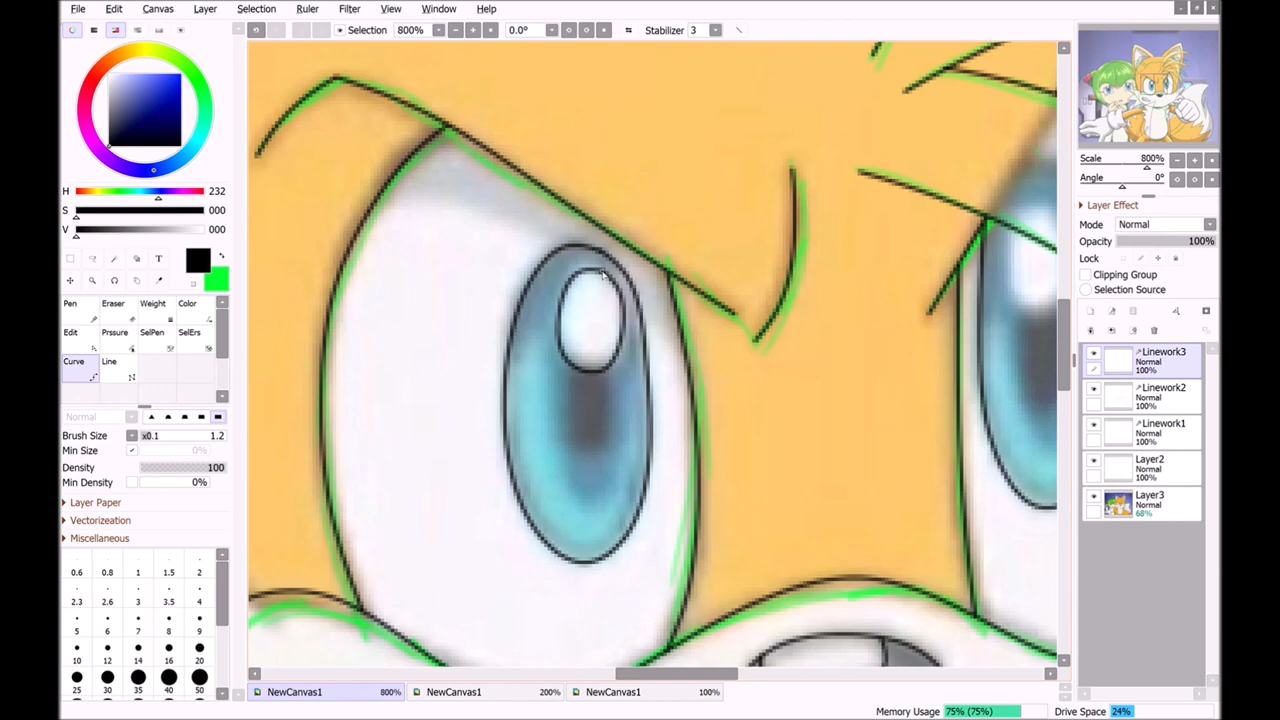 File Edit Canvas Layer Selection Ruler Filter View Window Help
Selection 800% 0.0° Stabilizer 3
H 232
S 000
V 000
T
Pen Eraser Weight Color
Edit Prssure SelPen SelErs
Curve Line
Normal
Brush Size x0.1 1.2
Min Size 0%
Density 100
Min Density 0%
Layer Paper
Vectorization
Miscellaneous
0.6 0.8 1 1.5 2
2.3 2.6 3 3.5 4
5 6 7 8 9
10 12 14 16 20
25 30 35 40 50
Scale 800%
Angle 0°
Layer Effect
Mode Normal
Opacity 100%
Lock
Clipping Group
Selection Source
Linework3
Normal
100%
Linework2
Normal
100%
Linework1
Normal
100%
Layer2
Normal
100%
Layer3
Normal
68%
NewCanvas1 800% NewCanvas1 200% NewCanvas1 100%
Memory Usage 75% (75%) Drive Space 24%